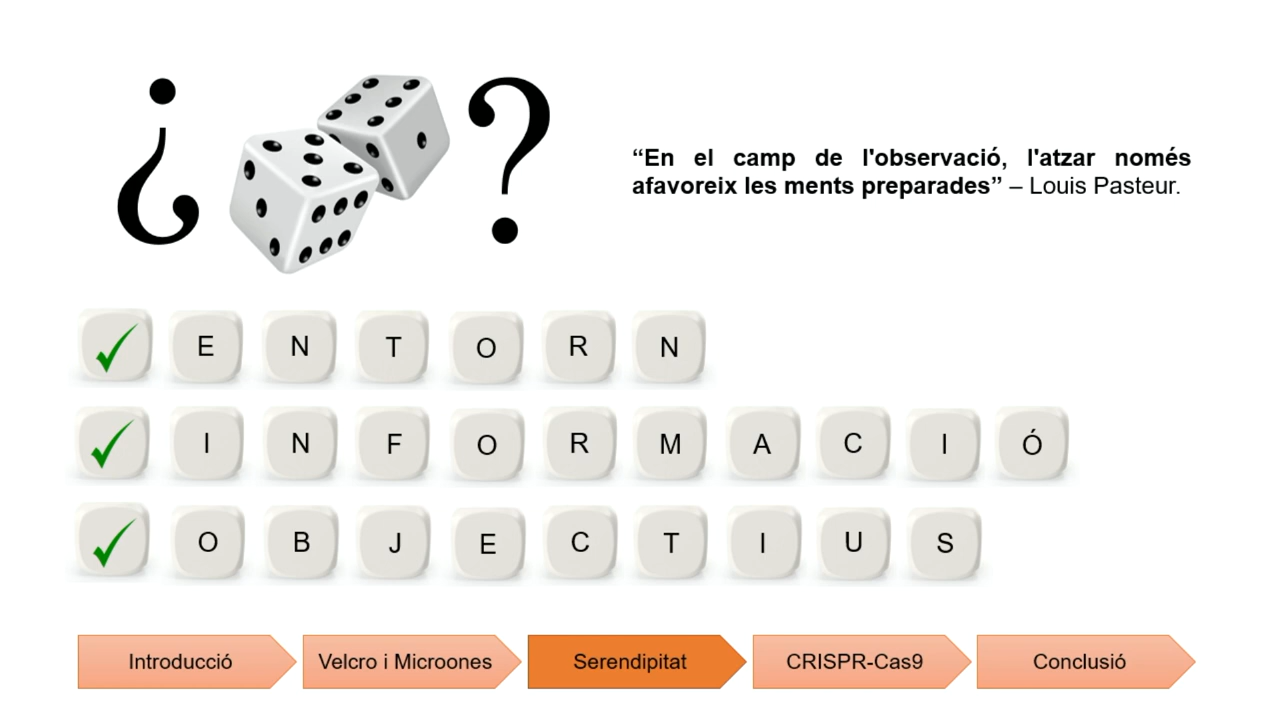 ¿ ?
“En el camp de l'observació, l'atzar només
afavoreix les ments preparades” – Louis Pasteur.
E N T O R N
I N F O R M A C I Ó
O B J E C T I U S
Introducció
Velcro i Microones
Serendipitat
CRISPR-Cas9
Conclusió